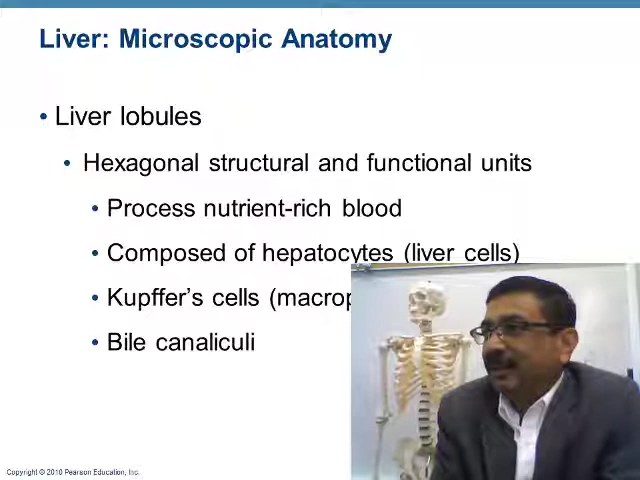 Liver: Microscopic Anatomy
• Liver lobules
• Hexagonal structural and functional units
• Process nutrient-rich blood
• Composed of hepatocytes (liver cells)
• Kupffer's cells
• Bile canaliculi
Copyright © 2010 Pearson Education, Inc.